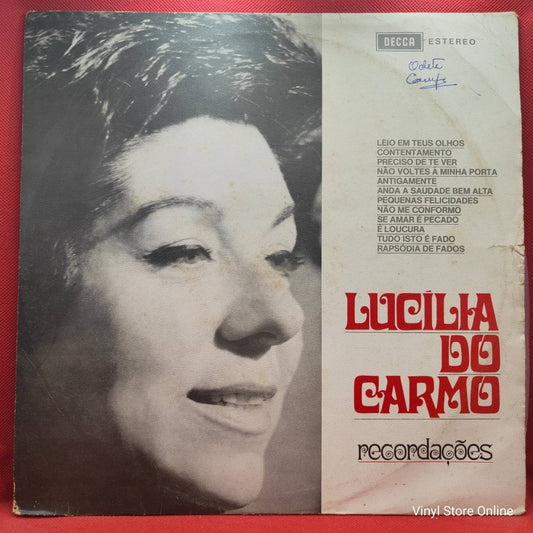 DECCA ESTEREO
Odete
LEIO EM TEUS OLHOS
CONTENTAMENTO
PRECISO DE TE VER
NÃO VOLTES À MINHA PORTA
ANTIGAMENTE
ANDA A SAUDADE BEM ALTA
PEQUENAS FELICIDADES
NÃO ME CONFORMO
SE AMAR É PECADO
É LOUCURA
TUDO ISTO É FADO
RAPSÓDIA DE FADOS
LUCÍLIA
DO
CARMO
recordações
Vinyl Store Online